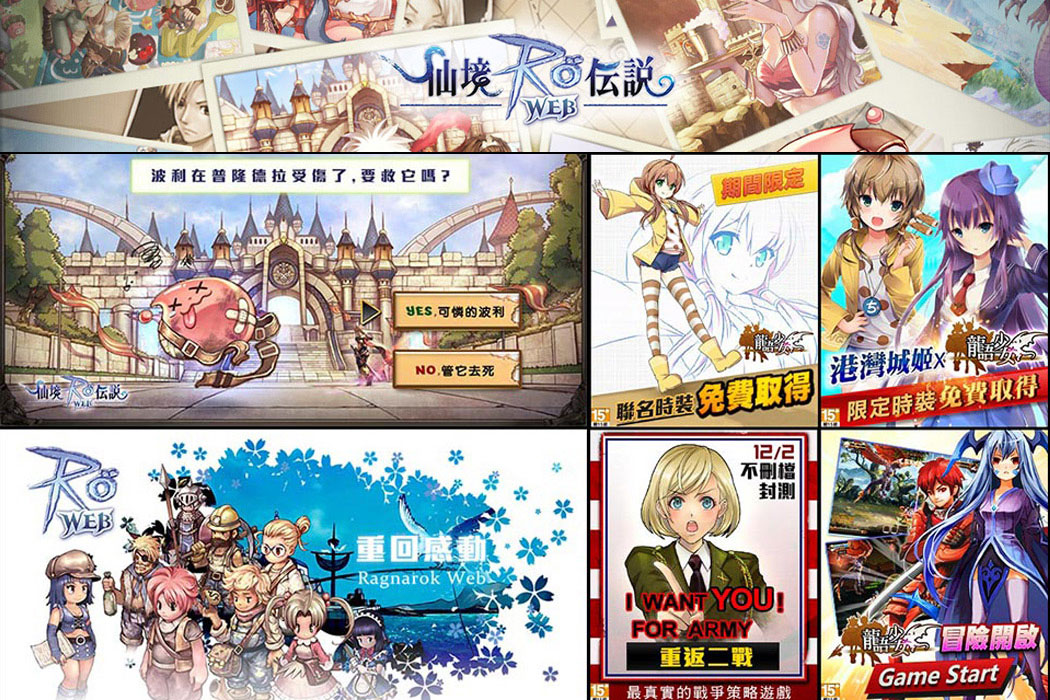 仙境RO伝説
WEB
波利在普隆德拉受傷了,要救它嗎?
YES,可憐的波利
NO.管它去死
仙境RO伝説
WEB
期間限定
龍吾少女
15+
聯名時裝免費取得
港灣城姬×龍吾少女
15+
限定時裝免費取得
RO
WEB
重回感動
Ragnarok Web
12/2
不刪檔
封測
I WANT YOU!
FOR ARMY
重返二戰
15+
最真實的戰爭策略遊戲
龍吾少女
冒險開啟
Game Start
15+